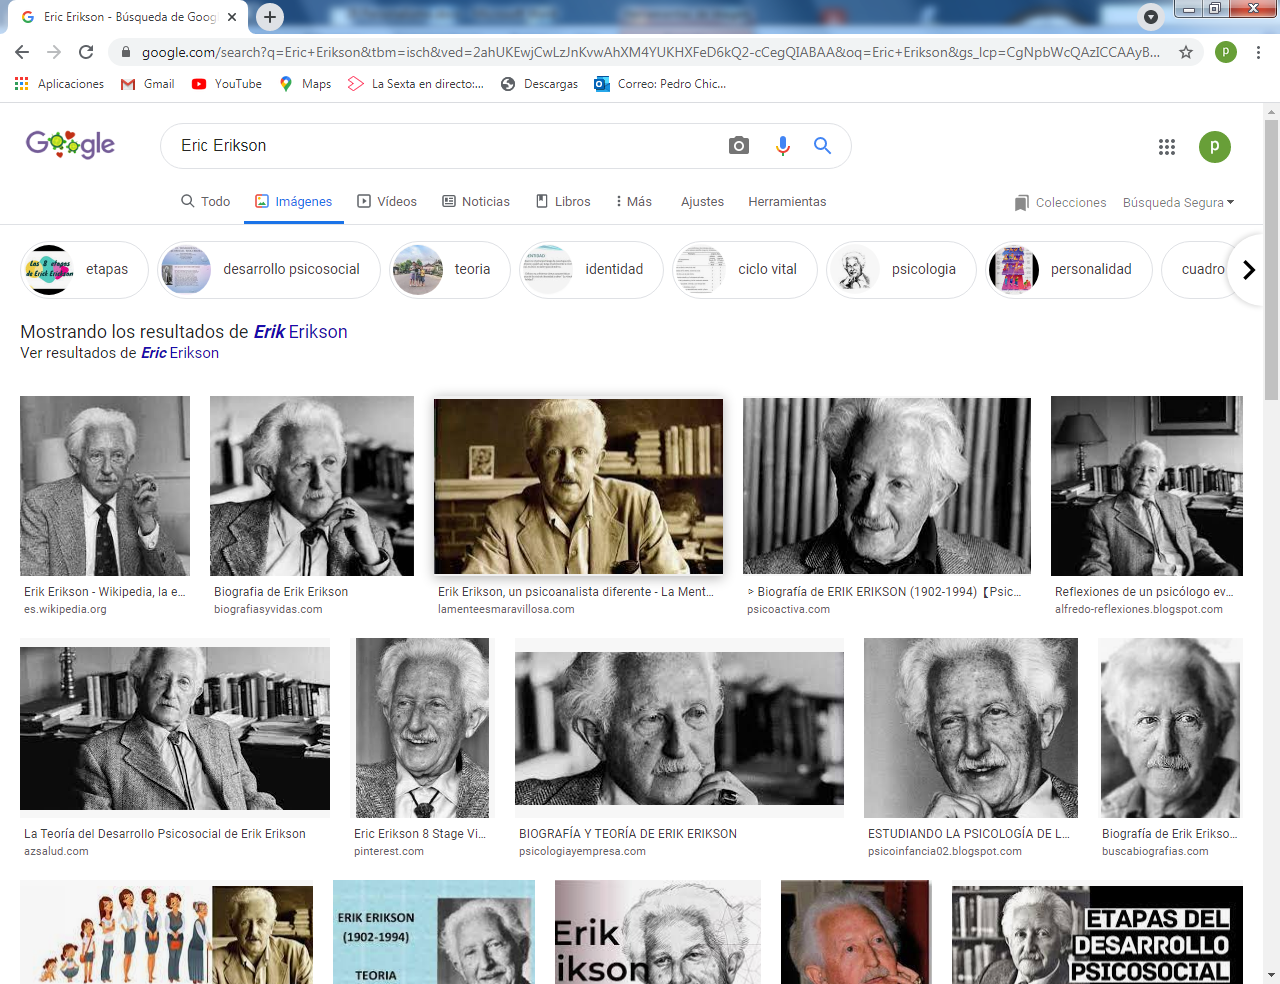 Eric Erikson - Búsqueda de Goog
google.com/search?q=Eric+Erikson&tbm=isch&ved=2ahUKEwjCwLzJnKvwAhXM4YUKHXFeD6kQ2-cCegQIABAA&oq=Eric+Erikson&gs_lcp=CgNpbWcQAzICCAAyB...
p
Aplicaciones Gmail YouTube Maps La Sexta en directo:... Descargas Correo: Pedro Chic...
Google
Eric Erikson
p
Todo Imágenes Vídeos Noticias Libros Más Ajustes Herramientas
Colecciones Búsqueda Segura
etapas desarrollo psicosocial teoria identidad ciclo vital psicologia personalidad cuadro
Mostrando los resultados de Erik Erikson
Ver resultados de Eric Erikson
Erik Erikson - Wikipedia, la e...
es.wikipedia.org
Biografia de Erik Erikson
biografiasyvidas.com
Erik Erikson, un psicoanalista diferente - La Ment...
lamenteesmaravillosa.com
> Biografía de ERIK ERIKSON (1902-1994)【Psic...
psicoactiva.com
Reflexiones de un psicólogo ev...
alfredo-reflexiones.blogspot.com
La Teoría del Desarrollo Psicosocial de Erik Erikson
azsalud.com
Eric Erikson 8 Stage Vi...
pinterest.com
BIOGRAFÍA Y TEORÍA DE ERIK ERIKSON
psicologiayempresa.com
ESTUDIANDO LA PSICOLOGÍA DE L...
psicoinfancia02.blogspot.com
Biografía de Erik Erikso...
buscabiografias.com
ERIK ERIKSON
(1902-1994)
TEORIA
Erik
ikson
ETAPAS DEL
DESARROLLO
PSICOSOCIAL